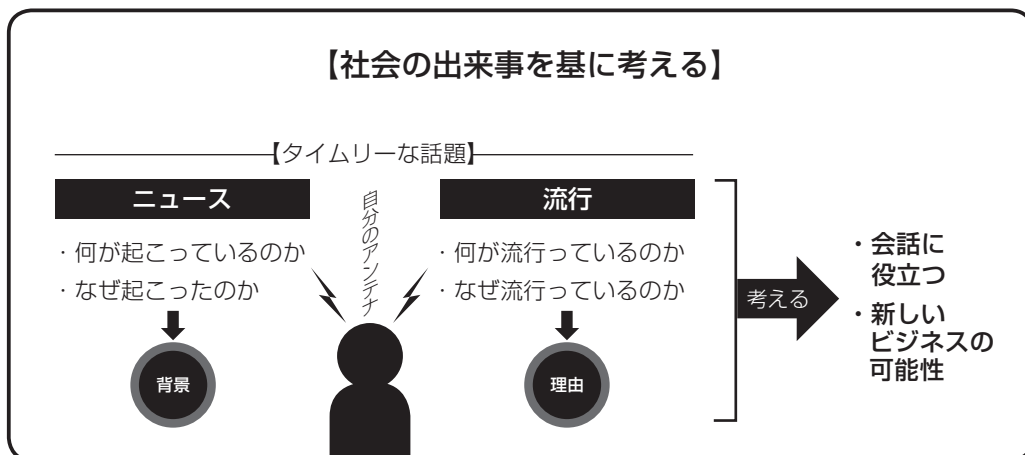 【社会の出来事を基に考える】
【タイムリーな話題】
ニュース
・何が起こっているのか
・なぜ起こったのか
背景
自分のアンテナ
流行
・何が流行っているのか
・なぜ流行っているのか
理由
考える
・会話に
役立つ
・新しい
ビジネスの
可能性